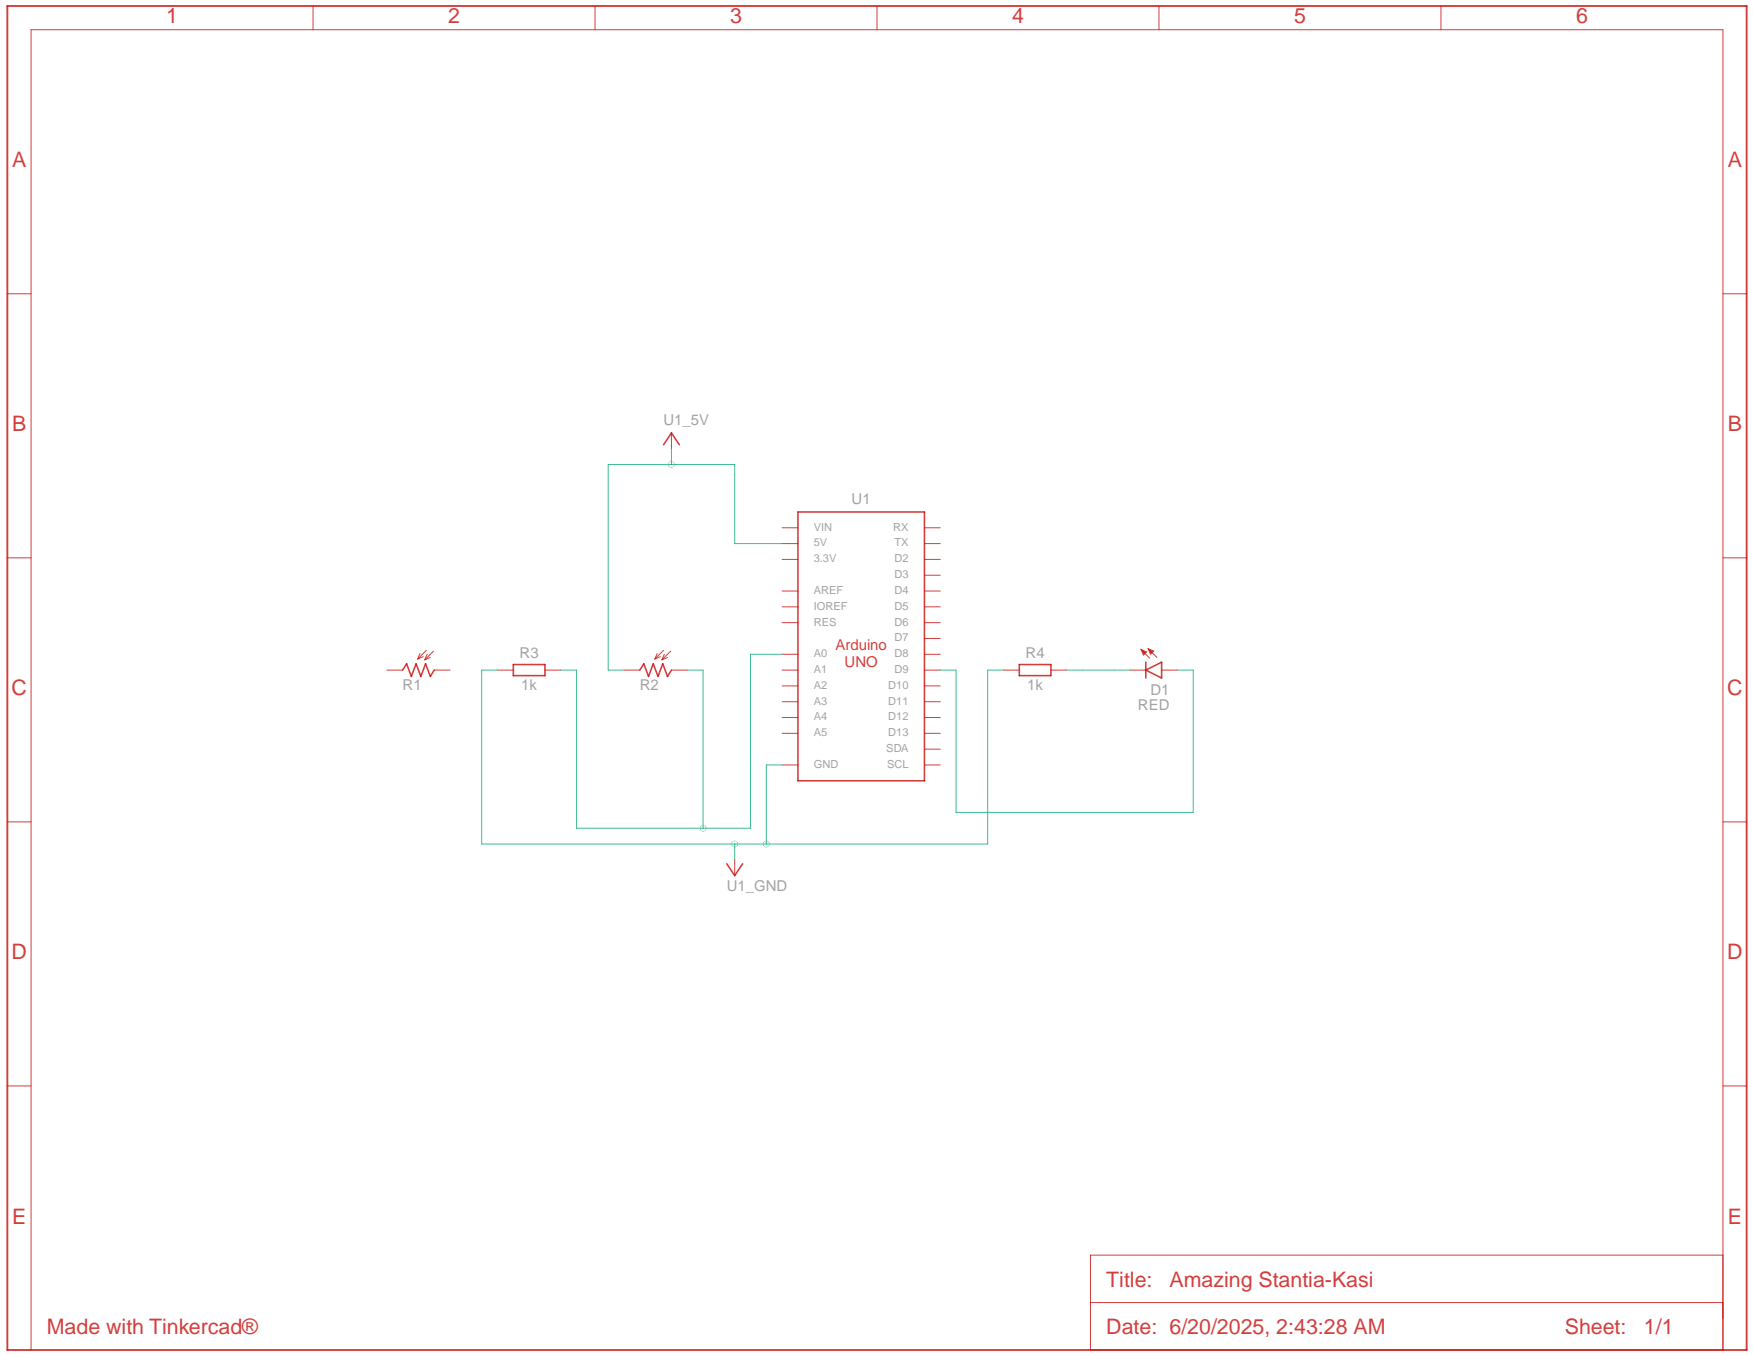 1 2 3 4 5 6
A A
B B
U1_5V
U1
VIN RX
5V TX
3.3V D2
D3
AREF D4
IOREF D5
RES D6
D7
A0 D8
A1 D9
A2 D10
A3 D11
A4 D12
A5 D13
SDA
GND SCL
Arduino
UNO
R1
R3
1k
R2
R4
1k
D1
RED
C C
U1_GND
D D
E E
Title: Amazing Stantia-Kasi
Made with Tinkercad®
Date: 6/20/2025, 2:43:28 AM Sheet: 1/1